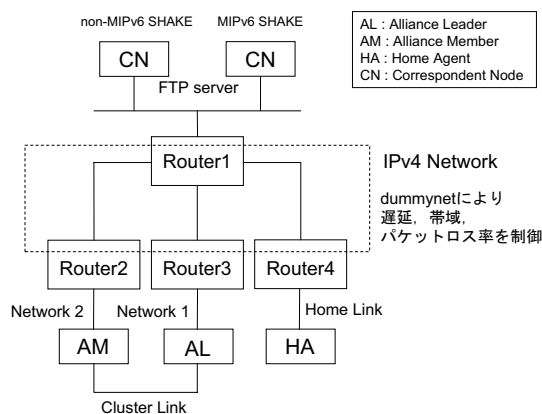 non-MIPv6 SHAKE
MIPv6 SHAKE
CN
CN
FTP server
AL : Alliance Leader
AM : Alliance Member
HA : Home Agent
CN : Correspondent Node
Router1
IPv4 Network
dummynetにより
遅延，帯域，
パケットロス率を制御
Router2
Router3
Router4
Network 2
Network 1
Home Link
AM
AL
HA
Cluster Link